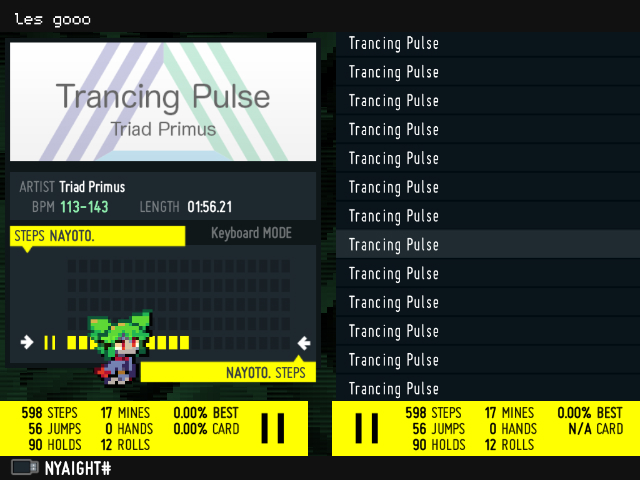 les gooo
Trancing Pulse
Triad Primus
ARTIST Triad Primus
BPM 113-143 LENGTH 01:56.21
STEPS NAYOTO.
Keyboard MODE
11
NAYOTO. STEPS
598 STEPS 17 MINES 0.00% BEST
56 JUMPS 0 HANDS 0.00% CARD
90 HOLDS 12 ROLLS
11
Trancing Pulse
Trancing Pulse
Trancing Pulse
Trancing Pulse
Trancing Pulse
Trancing Pulse
Trancing Pulse
Trancing Pulse
Trancing Pulse
Trancing Pulse
Trancing Pulse
Trancing Pulse
Trancing Pulse
11
598 STEPS 17 MINES 0.00% BEST
56 JUMPS 0 HANDS N/A CARD
90 HOLDS 12 ROLLS
NYAIGHT#